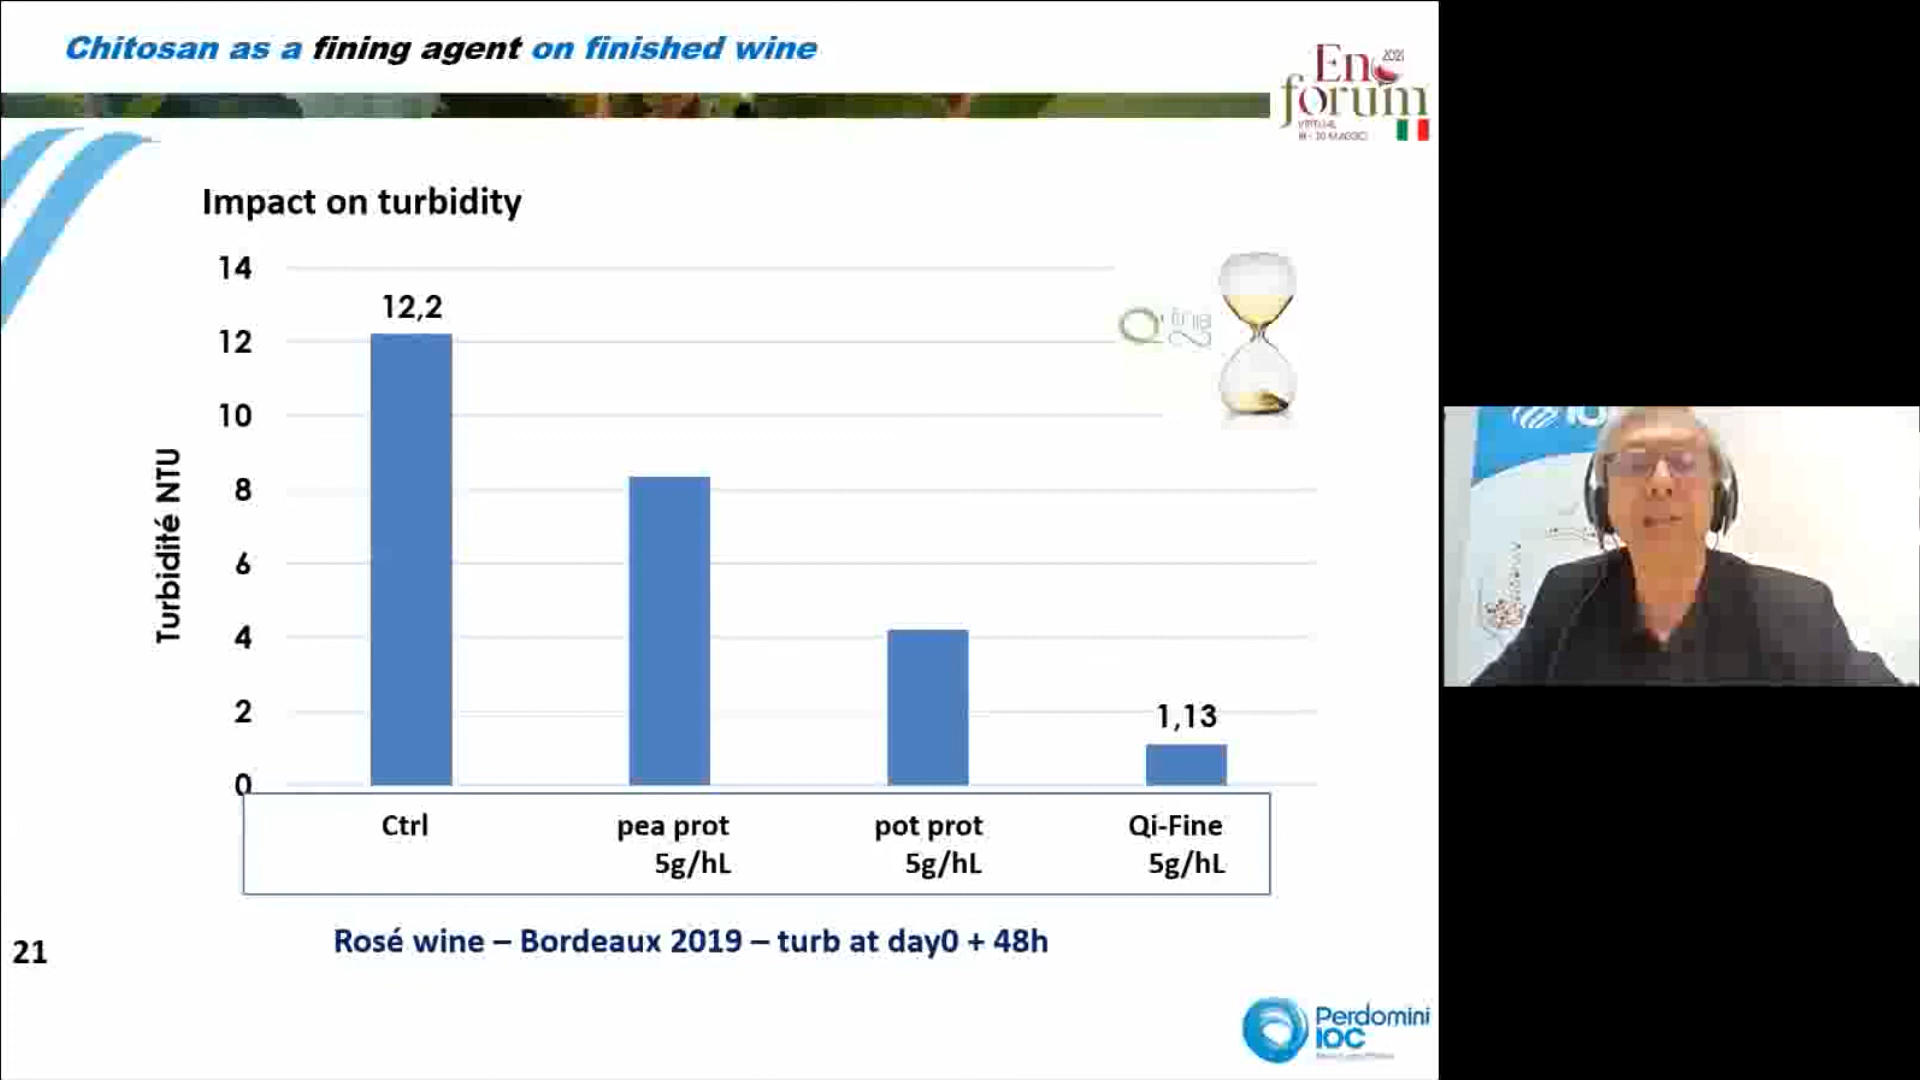 Chitosan as a fining agent on finished wine
En
2021
forum
VIRTUAL
Impact on turbidity
14
12,2
12
10
8
6
4
2
0
1,13
Turbidité NTU
Ctrl
pea prot
5g/hL
pot prot
5g/hL
Qi-Fine
5g/hL
Rosé wine – Bordeaux 2019 – turb at day0 + 48h
21
Perdomini
IOC